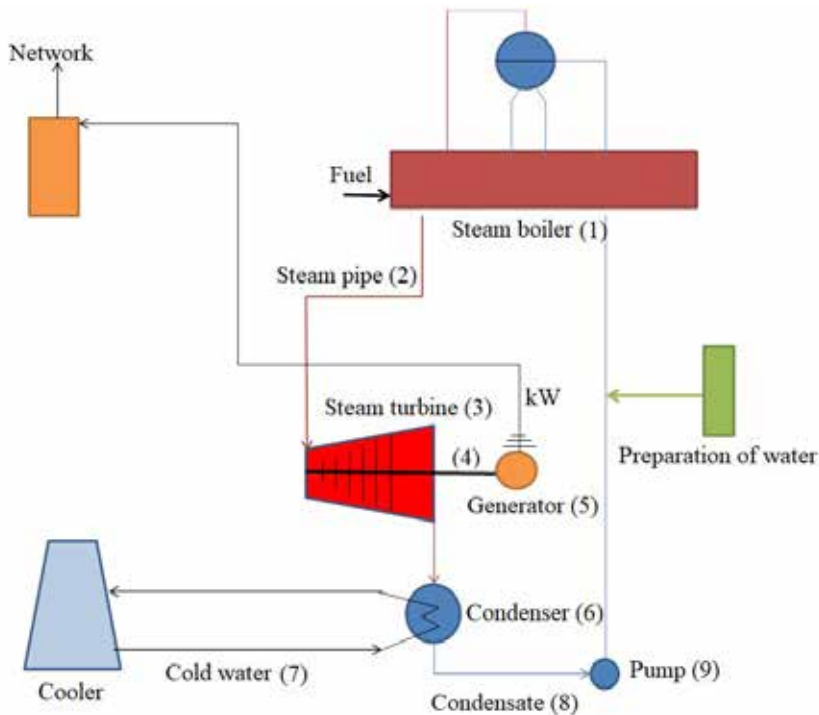 Network
Fuel
Steam boiler (1)
Steam pipe (2)
kW
Steam turbine (3)
(4)
Preparation of water
Generator (5)
Condenser (6)
Cold water (7)
Pump (9)
Cooler
Condensate (8)